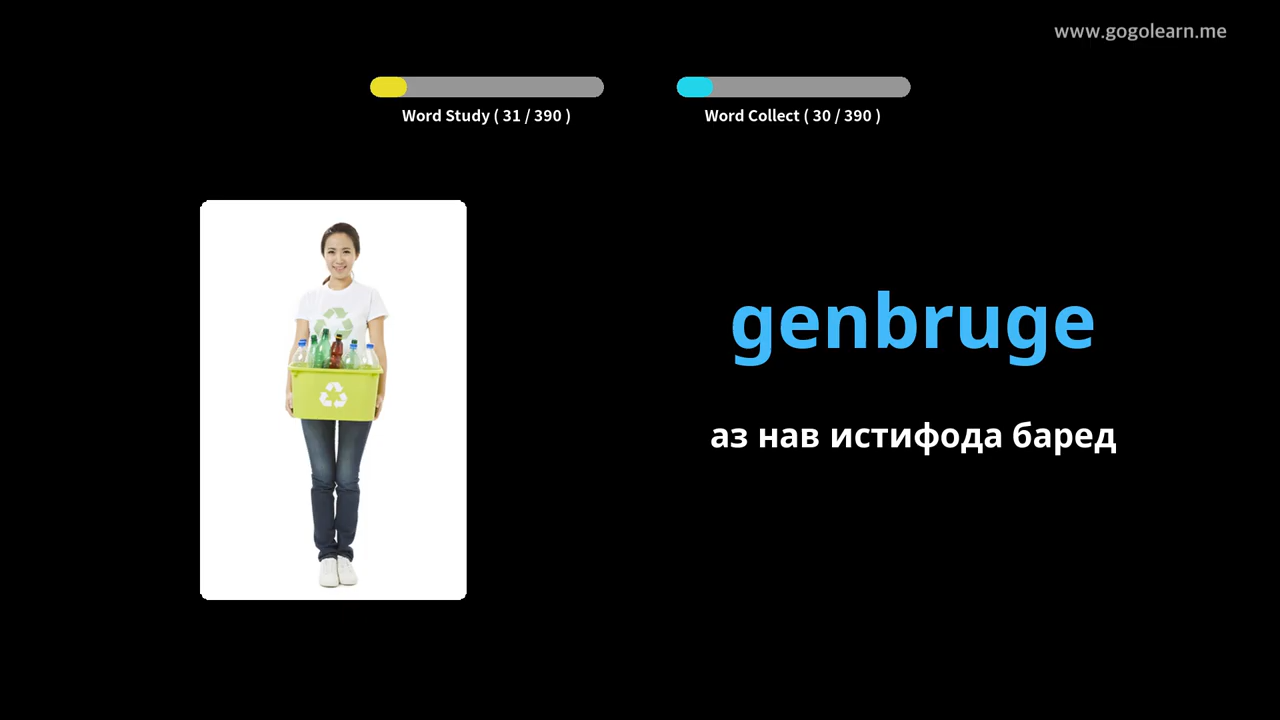 www.gogolearn.me
Word Study ( 31 / 390 )
Word Collect ( 30 / 390 )
genbruge
аз нав истифода баред